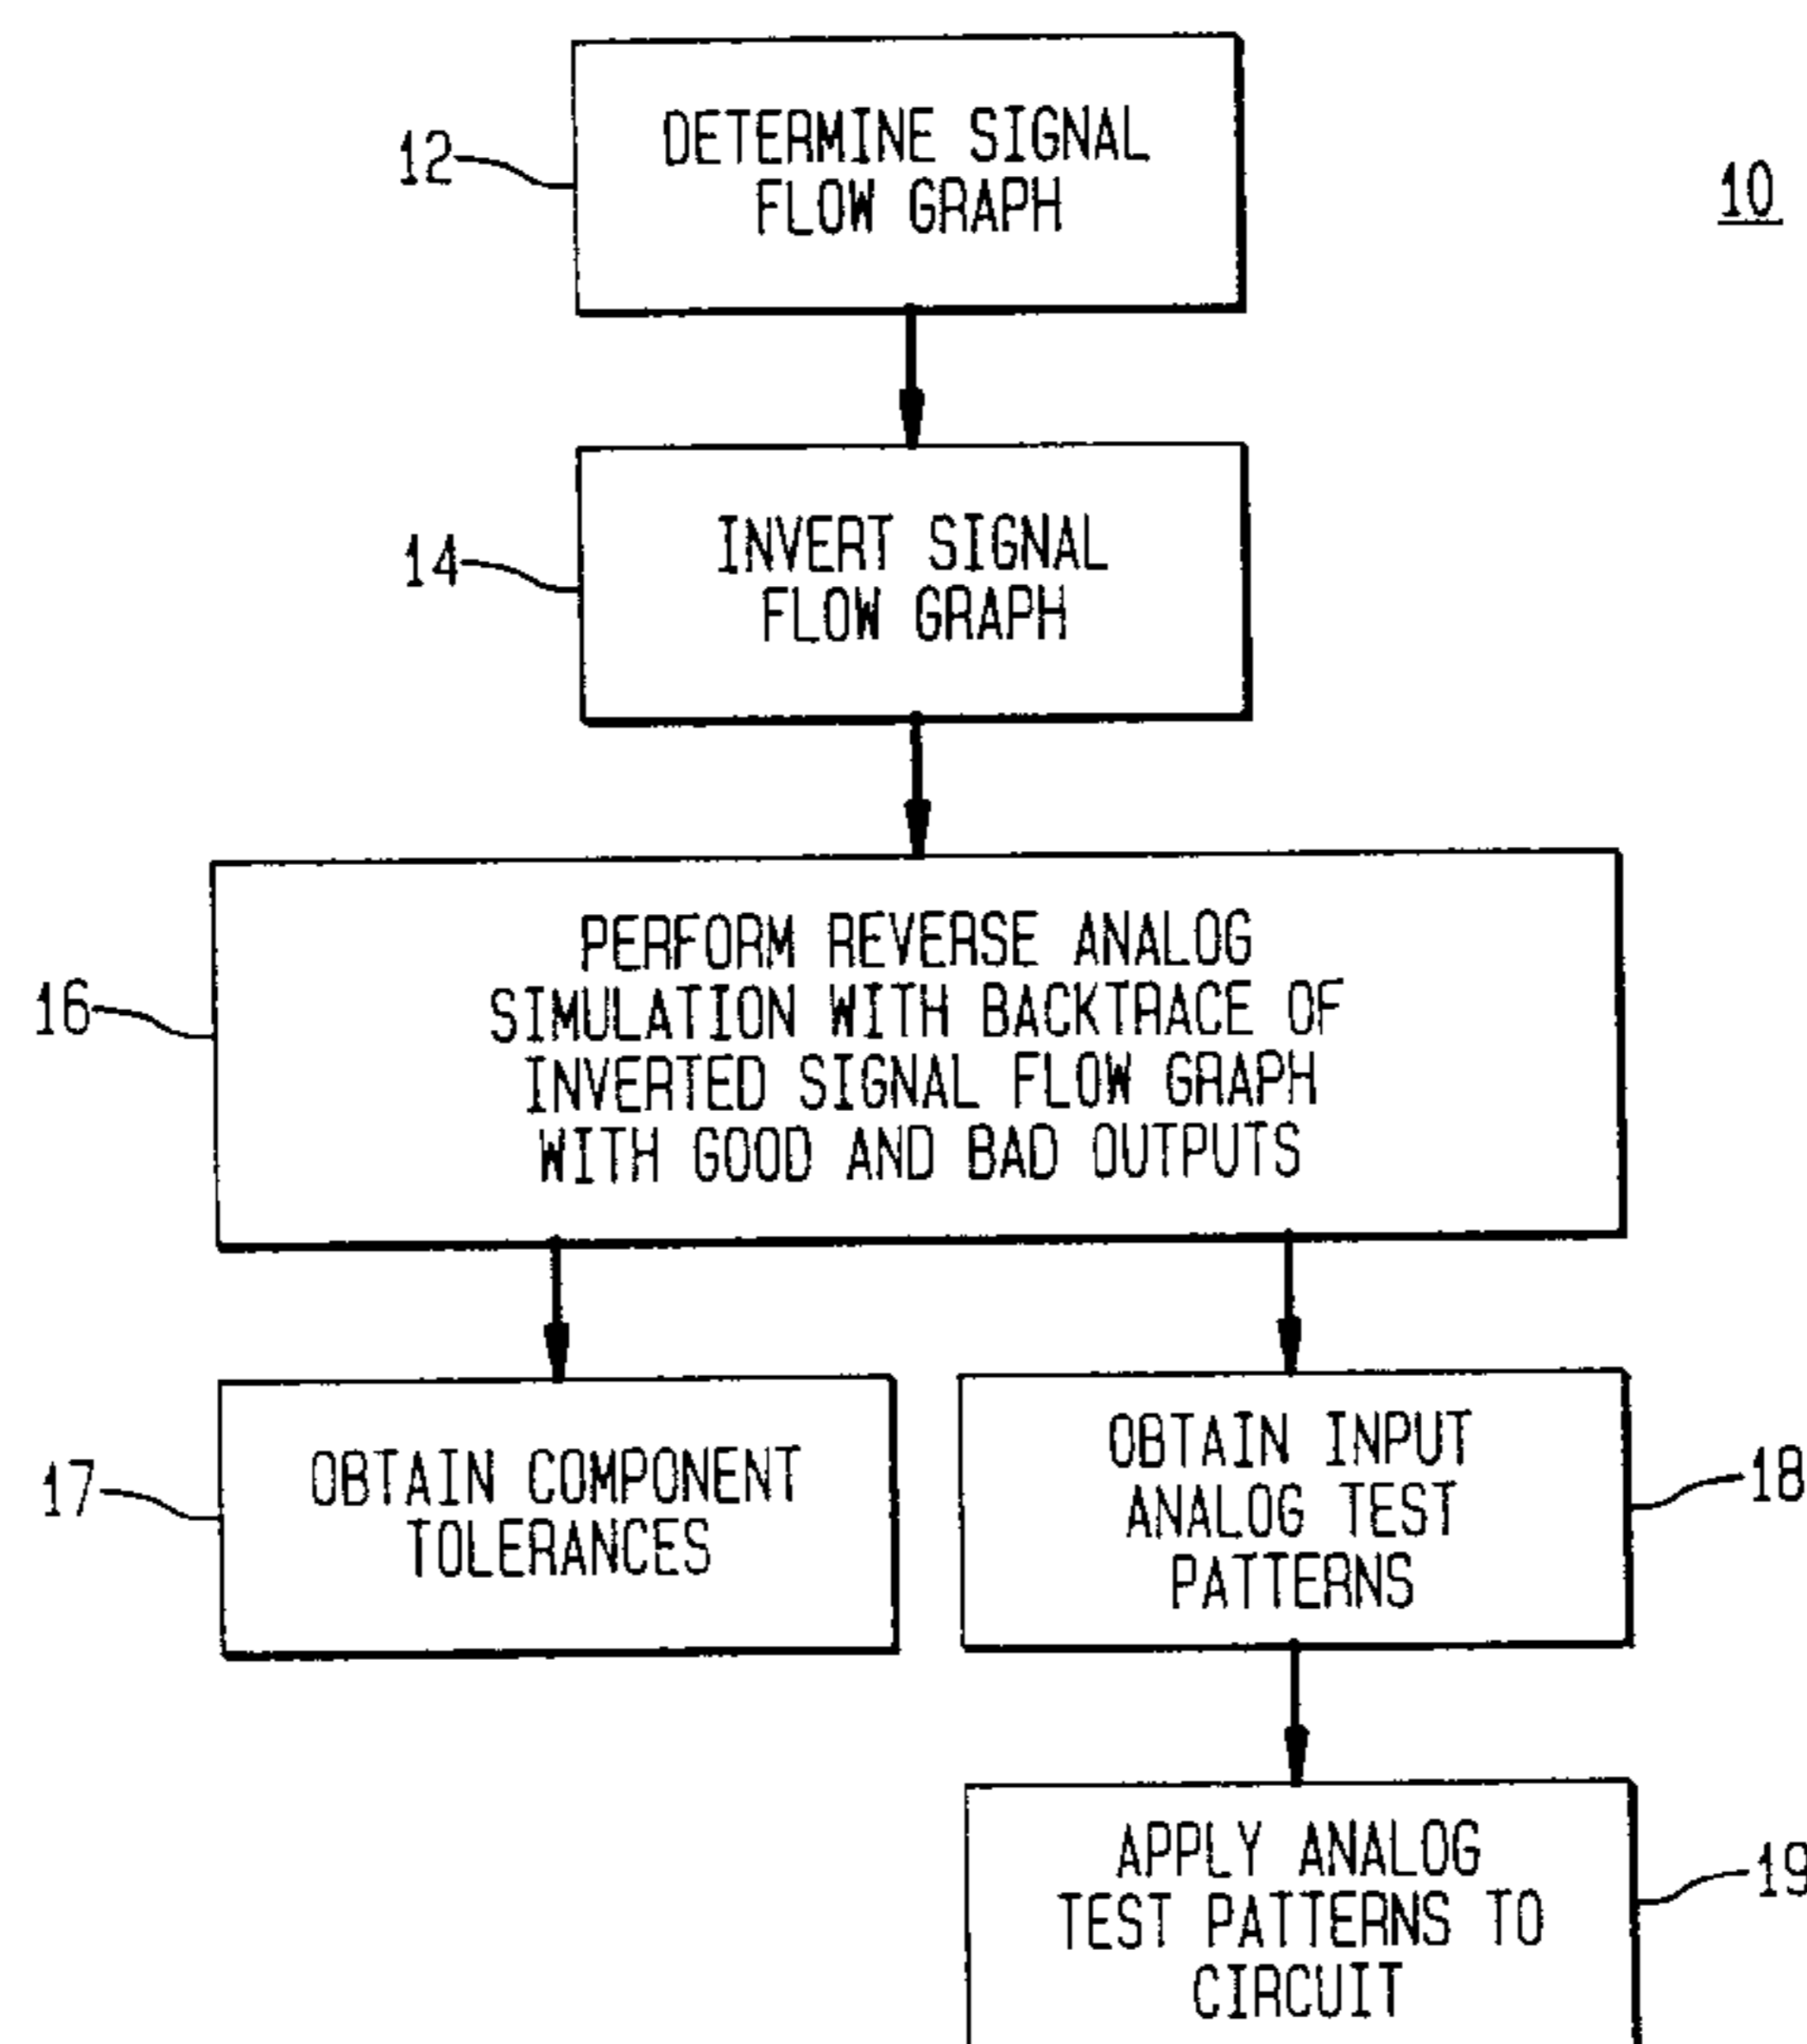 10
12
DETERMINE SIGNAL
FLOW GRAPH
14
INVERT SIGNAL
FLOW GRAPH
16
PERFORM REVERSE ANALOG
SIMULATION WITH BACKTRACE OF
INVERTED SIGNAL FLOW GRAPH
WITH GOOD AND BAD OUTPUTS
17
OBTAIN COMPONENT
TOLERANCES
OBTAIN INPUT
ANALOG TEST
PATTERNS
18
APPLY ANALOG
TEST PATTERNS TO
CIRCUIT
19